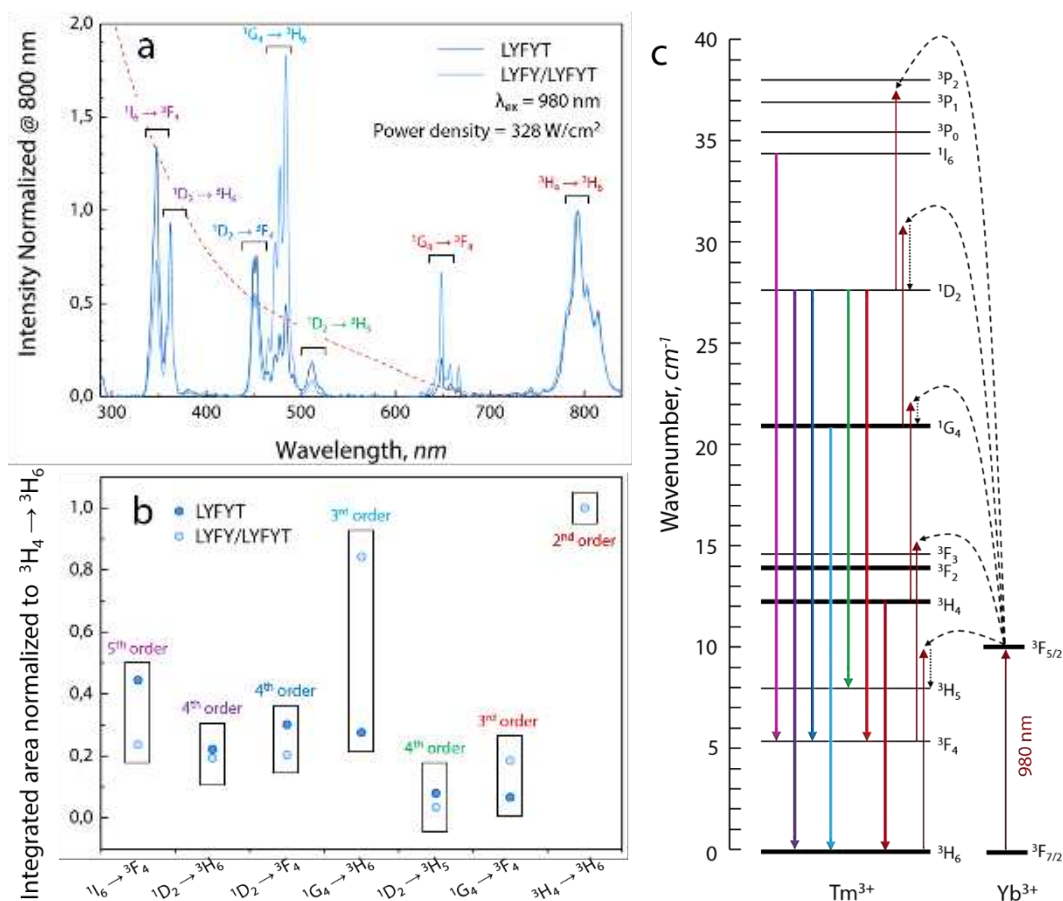 a
Intensity Normalized @ 800 nm
2,0
1,5
1,0
0,5
0,0
300 400 500 600 700 800
Wavelength, nm
¹I₆ → ³F₄
¹D₂ → ³H₆
¹D₂ → ³F₄
¹G₄ → ³H₆
¹D₂ → ³H₅
¹G₄ → ³F₄
³H₄ → ³H₆
LYFYT
LYFY/LYFYT
λex = 980 nm
Power density = 328 W/cm²
b
Integrated area normalized to ³H₄ → ³H₆
1,0
0,8
0,6
0,4
0,2
0,0
LYFYT
LYFY/LYFYT
5th order
4th order
4th order
3rd order
4th order
3rd order
2nd order
¹I₆ → ³F₄
¹D₂ → ³H₆
¹D₂ → ³F₄
¹G₄ → ³H₆
¹D₂ → ³H₅
¹G₄ → ³F₄
³H₄ → ³H₆
c
Wavenumber, cm⁻¹
40
35
30
25
20
15
10
5
0
³P₂
³P₁
³P₀
¹I₆
¹D₂
¹G₄
³F₃
³F₂
³H₄
³H₅
³F₄
³H₆
³F₅/₂
980 nm
³F₇/₂
Tm³⁺
Yb³⁺